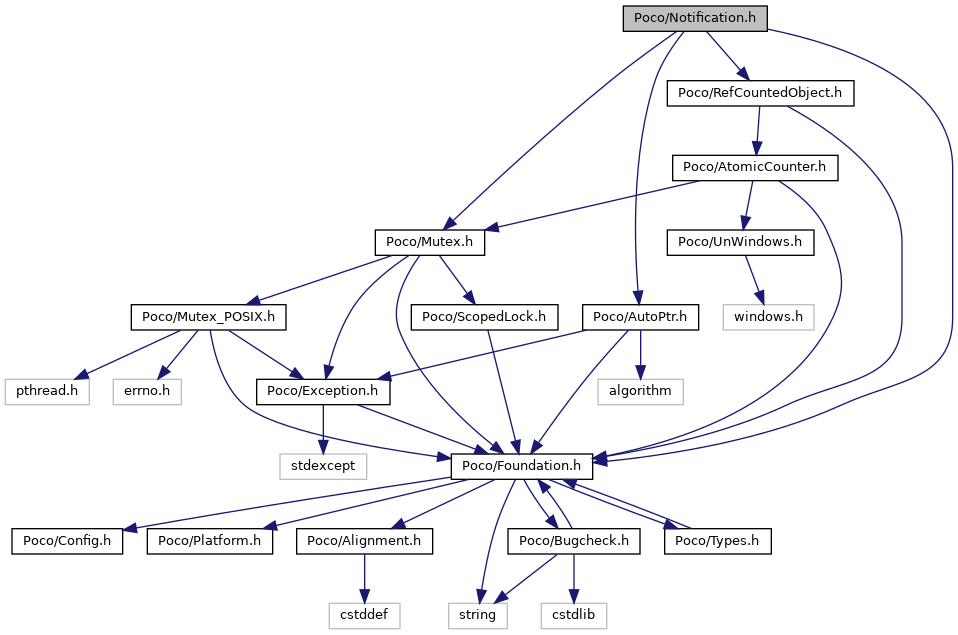 Poco/Notification.h
Poco/RefCountedObject.h
Poco/AtomicCounter.h
Poco/Mutex.h
Poco/UnWindows.h
Poco/Mutex_POSIX.h
Poco/ScopedLock.h
Poco/AutoPtr.h
windows.h
pthread.h
errno.h
Poco/Exception.h
algorithm
stdexcept
Poco/Foundation.h
Poco/Config.h
Poco/Platform.h
Poco/Alignment.h
Poco/Bugcheck.h
Poco/Types.h
cstddef
string
cstdlib